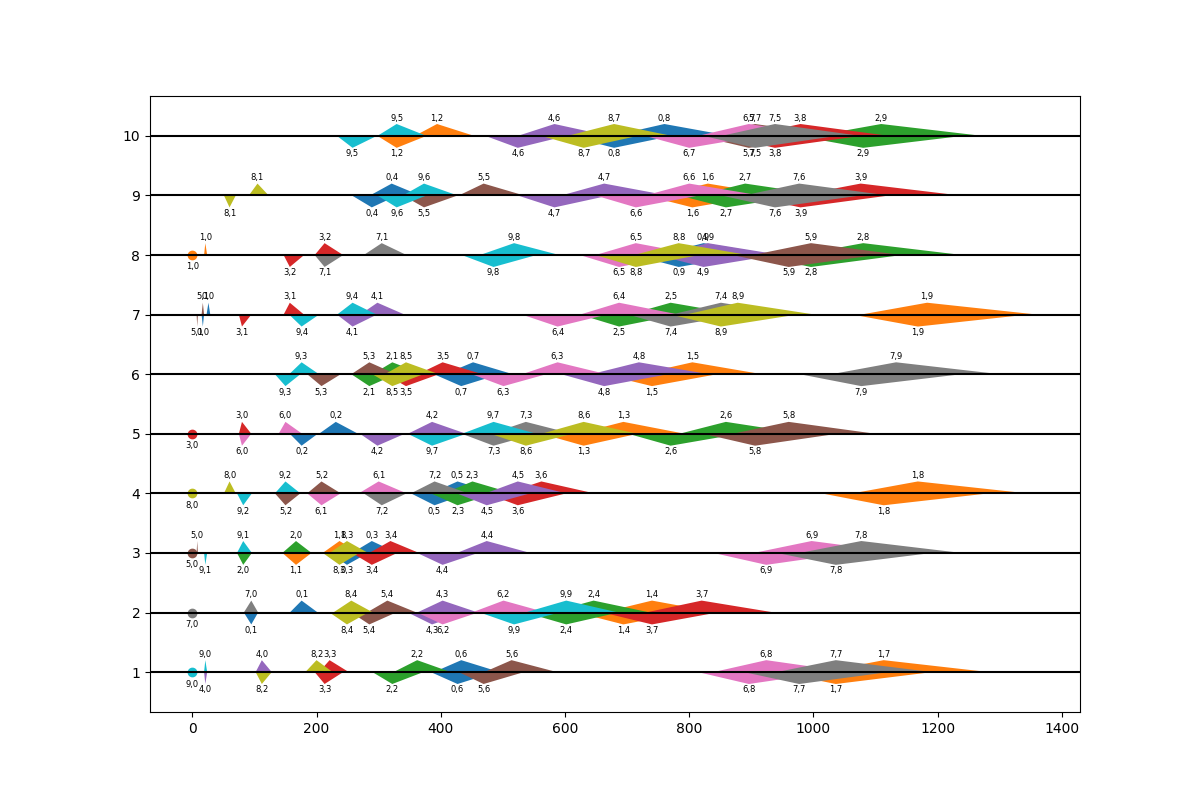 9,5 1,2 4,6 8,7 0,8 7,5 3,8 2,9
10
9,5 1,2 4,6 8,7 0,8 6,7 3,8 2,9
8,1 0,4 9,6 5,5 4,7 6,6 1,6 2,7 7,6 3,9
9
8,1 0,4 9,6 5,5 4,7 6,6 1,6 2,7 7,6 3,9
1,0 3,2 7,1 9,8 6,5 8,8 5,9 2,8
8
1,0 3,2 7,1 9,8 6,5 8,8 0,9 4,9 5,9 2,8
3,1 9,4 4,1 6,4 2,5 7,4 8,9 1,9
7
3,1 9,4 4,1 6,4 2,5 7,4 8,9 1,9
9,3 5,3 2,1 8,5 3,5 0,7 6,3 4,8 1,5 7,9
6
9,3 5,3 2,1 8,5 3,5 0,7 6,3 4,8 1,5 7,9
3,0 6,0 0,2 4,2 9,7 7,3 8,6 1,3 2,6 5,8
5
3,0 6,0 0,2 4,2 9,7 7,3 8,6 1,3 2,6 5,8
8,0 9,2 5,2 6,1 7,2 0,5 2,3 4,5 3,6 1,8
4
8,0 9,2 5,2 6,1 7,2 0,5 2,3 4,5 3,6 1,8
5,0 9,1 2,0 0,3 3,4 4,4 6,9 7,8
3
5,0 9,1 2,0 1,1 3,4 4,4 6,9 7,8
7,0 0,1 8,4 5,4 4,3 6,2 9,9 2,4 1,4 3,7
2
7,0 0,1 8,4 5,4 4,3 6,2 9,9 2,4 1,4 3,7
9,0 4,0 8,2 3,3 2,2 0,6 5,6 6,8 7,7 1,7
1
9,0 4,0 8,2 3,3 2,2 0,6 5,6 6,8 7,7 1,7
0 200 400 600 800 1000 1200 1400